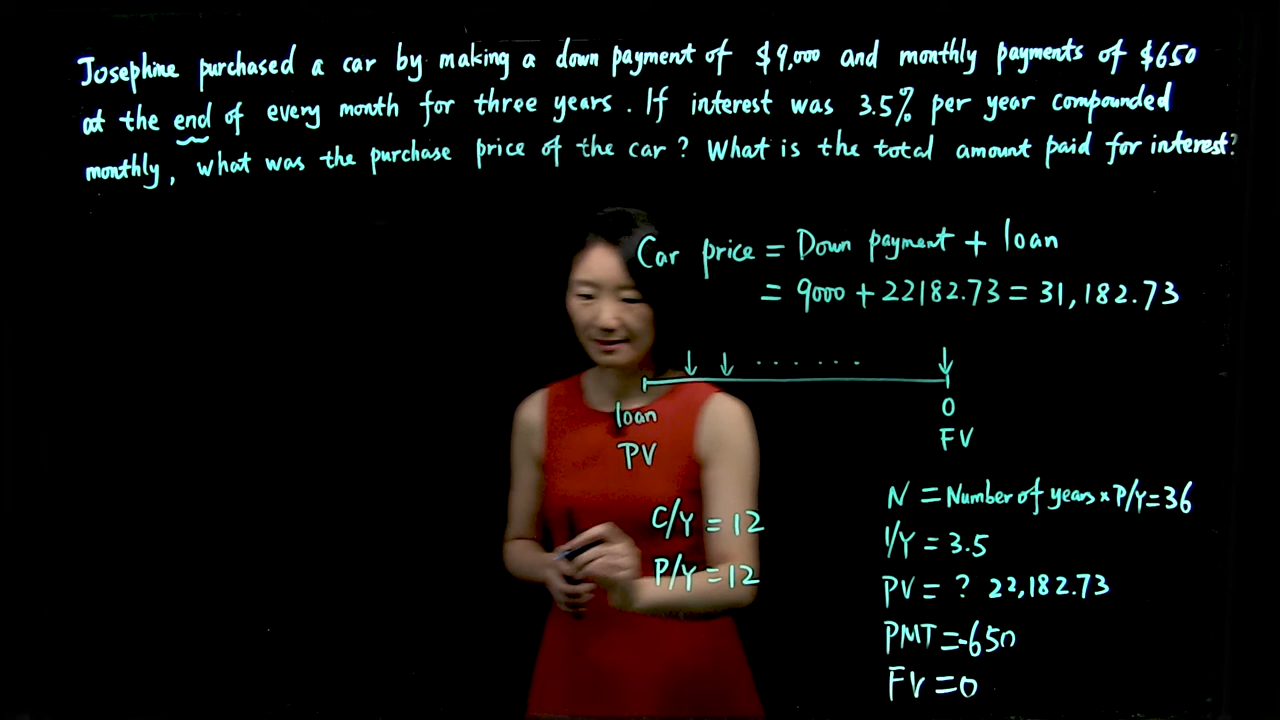 Josephine purchased a car by making a down payment of $9,000 and monthly payments of $650
at the end of every month for three years. If interest was 3.5% per year compounded
monthly, what was the purchase price of the car? What is the total amount paid for interest?
Car price = Down payment + loan
= 9000 + 22182.73 = 31,182.73
loan
0
PV
FV
C/Y = 12
P/Y = 12
N = Number of years × P/Y = 36
I/Y = 3.5
PV = ? 22,182.73
PMT = -650
FV = 0